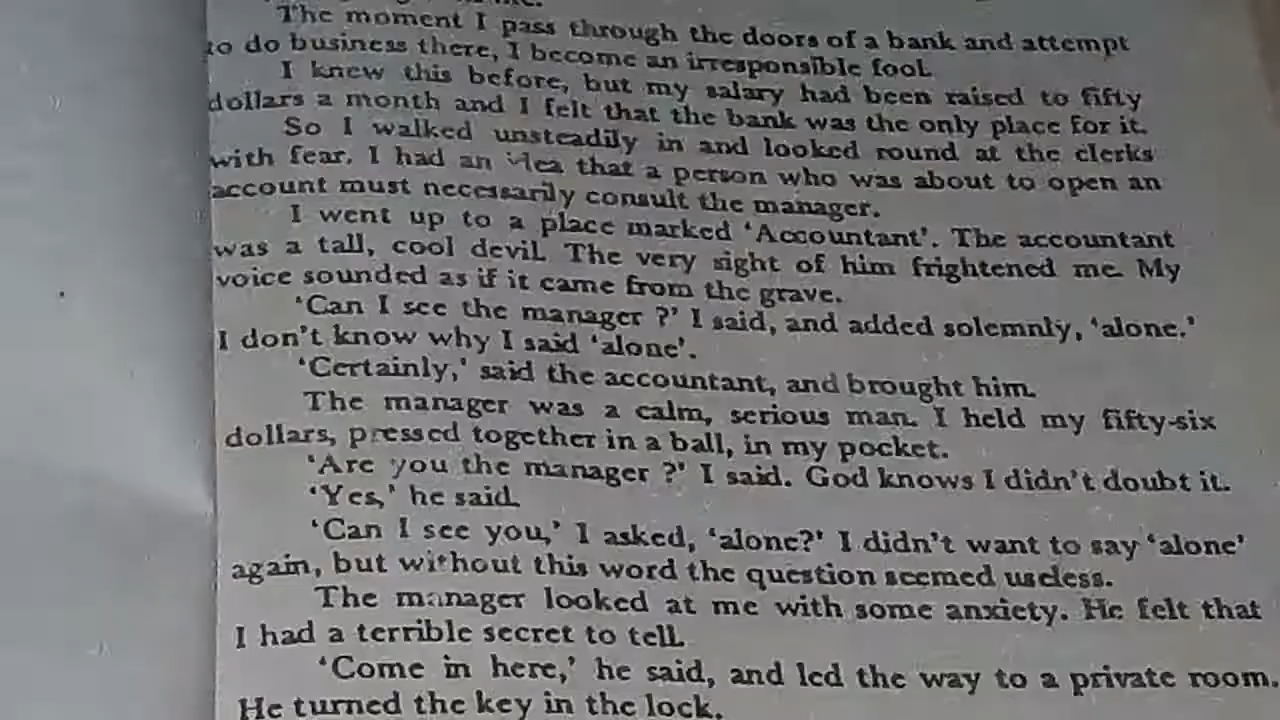 The moment I pass through the doors of a bank and attempt
to do business there, I become an irresponsible fool.
I knew this before, but my salary had been raised to fifty
dollars a month and I felt that the bank was the only place for it.
So I walked unsteadily in and looked round at the clerks
with fear. I had an idea that a person who was about to open an
account must necessarily consult the manager.
I went up to a place marked ‘Accountant’. The accountant
was a tall, cool devil. The very sight of him frightened me. My
voice sounded as if it came from the grave.
‘Can I see the manager ?’ I said, and added solemnly, ‘alone.’
I don’t know why I said ‘alone’.
‘Certainly,’ said the accountant, and brought him.
The manager was a calm, serious man. I held my fifty-six
dollars, pressed together in a ball, in my pocket.
‘Are you the manager ?’ I said. God knows I didn’t doubt it.
‘Yes,’ he said.
‘Can I see you,’ I asked, ‘alone?’ I didn’t want to say ‘alone’
again, but without this word the question seemed useless.
The manager looked at me with some anxiety. He felt that
I had a terrible secret to tell.
‘Come in here,’ he said, and led the way to a private room.
He turned the key in the lock.